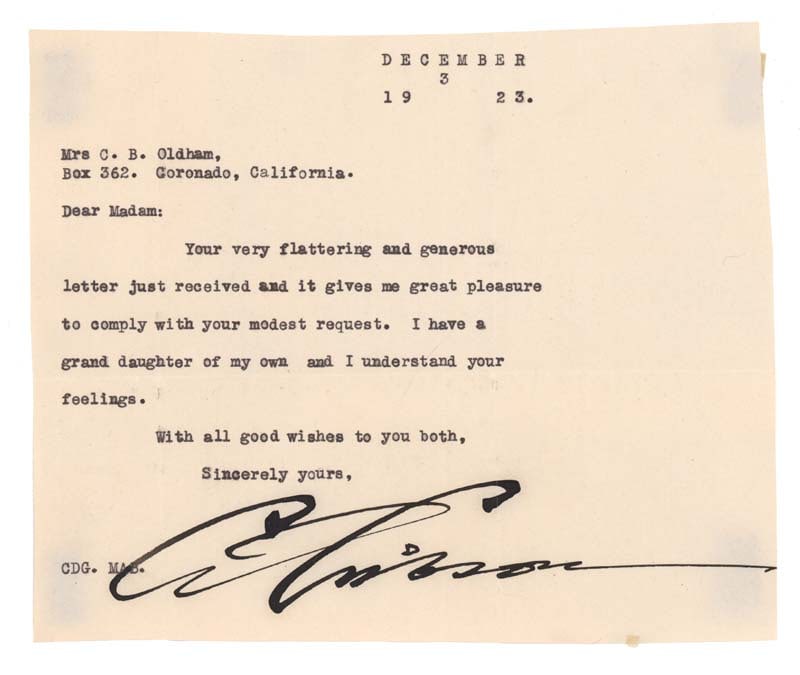 DECEMBER
3
19 23.
Mrs C. B. Oldham,
Box 362. Coronado, California.
Dear Madam:
Your very flattering and generous
letter just received and it gives me great pleasure
to comply with your modest request. I have a
grand daughter of my own and I understand your
feelings.
With all good wishes to you both,
Sincerely yours,
C D Gibson
CDG. MAB.